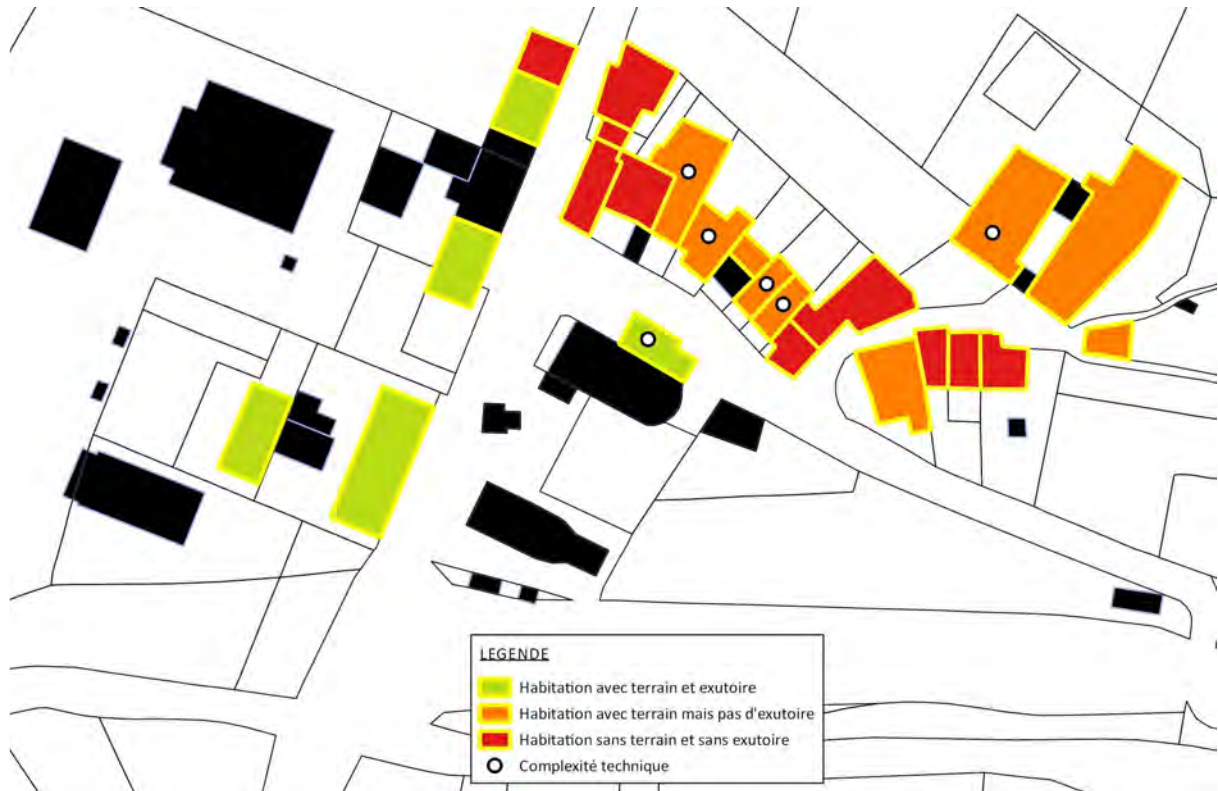 LEGENDE
Habitation avec terrain et exutoire
Habitation avec terrain mais pas d'exutoire
Habitation sans terrain et sans exutoire
Complexité technique